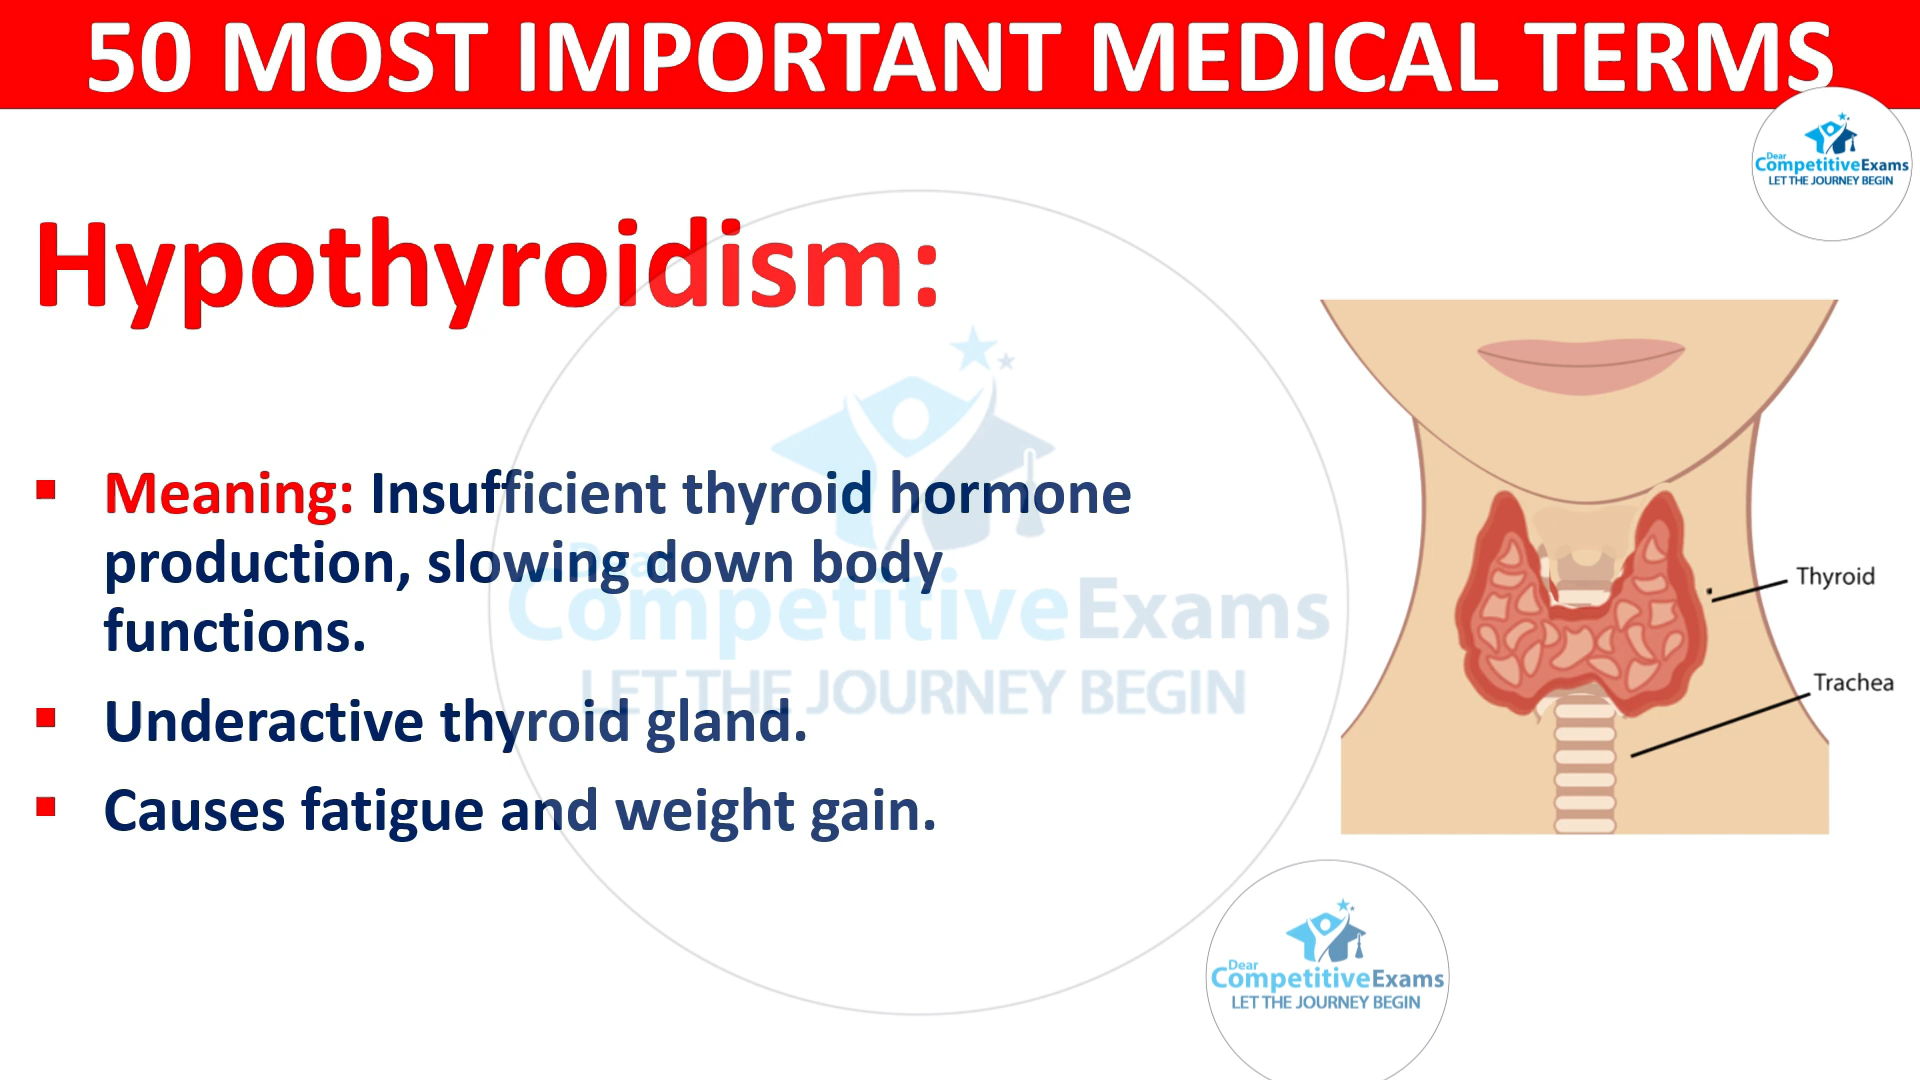 50 MOST IMPORTANT MEDICAL TERMS
Dear
CompetitiveExams
LET THE JOURNEY BEGIN
Hypothyroidism:
▪ Meaning: Insufficient thyroid hormone
production, slowing down body
functions.
▪ Underactive thyroid gland.
▪ Causes fatigue and weight gain.
Dear
CompetitiveExams
LET THE JOURNEY BEGIN
Thyroid
Trachea
Dear
CompetitiveExams
LET THE JOURNEY BEGIN